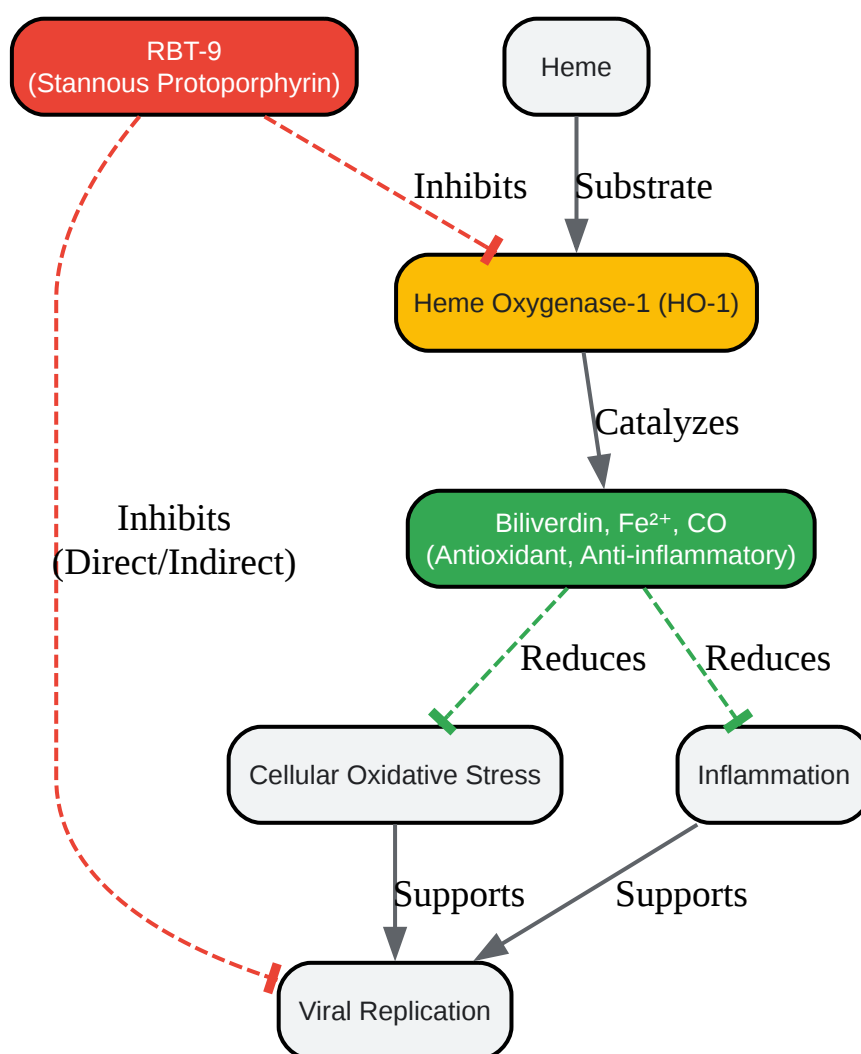 RBT-9
(Stannous Protoporphyrin)
Heme
Inhibits
Substrate
Heme Oxygenase-1 (HO-1)
Catalyzes
Biliverdin, Fe²⁺, CO
(Antioxidant, Anti-inflammatory)
Inhibits
(Direct/Indirect)
Reduces
Reduces
Cellular Oxidative Stress
Inflammation
Supports
Supports
Viral Replication